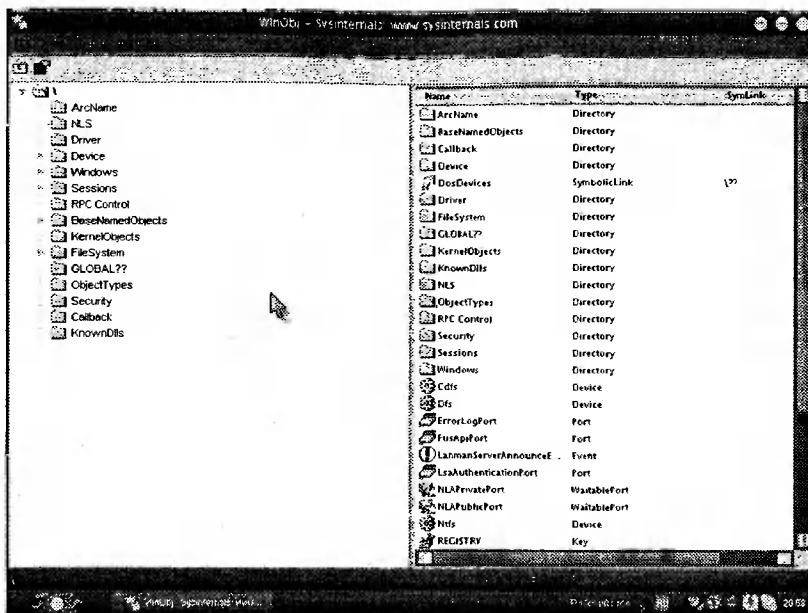 WinObj - Sysinternals: www.sysinternals.com
\
ArcName
NLS
Driver
Device
Windows
Sessions
RPC Control
BaseNamedObjects
KernelObjects
FileSystem
GLOBAL??
ObjectTypes
Security
Callback
KnownDlls
Name Type SymLink
ArcName Directory
BaseNamedObjects Directory
Callback Directory
Device Directory
DosDevices SymbolicLink \??
Driver Directory
FileSystem Directory
GLOBAL?? Directory
KernelObjects Directory
KnownDlls Directory
NLS Directory
ObjectTypes Directory
RPC Control Directory
Security Directory
Sessions Directory
Windows Directory
Cdfs Device
Dfs Device
ErrorLogPort Port
FusApiPort Port
LanmanServerAnnounceE... Event
LsaAuthenticationPort Port
NLAPrivatePort WaitablePort
NLAPublicPort WaitablePort
Ntfs Device
REGISTRY Key